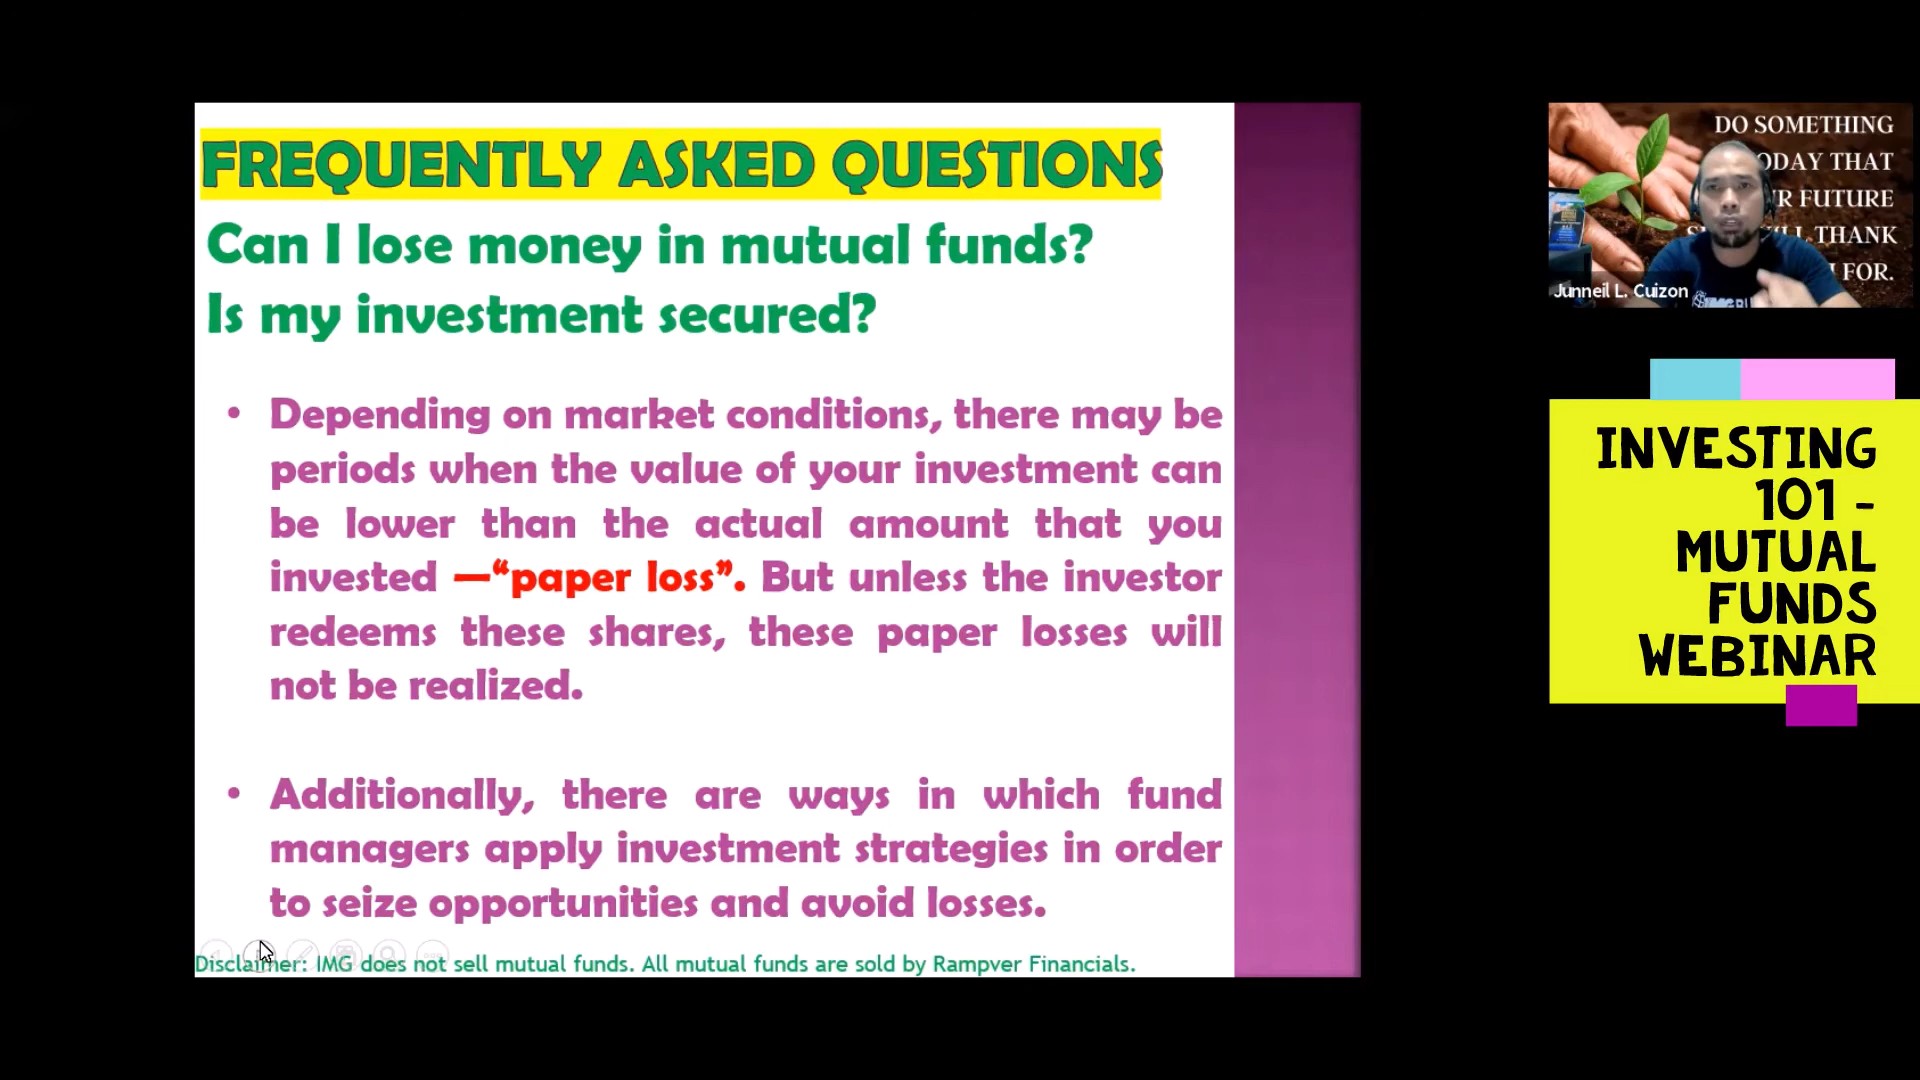 FREQUENTLY ASKED QUESTIONS
Can I lose money in mutual funds?
Is my investment secured?
• Depending on market conditions, there may be
periods when the value of your investment can
be lower than the actual amount that you
invested —“paper loss”. But unless the investor
redeems these shares, these paper losses will
not be realized.
• Additionally, there are ways in which fund
managers apply investment strategies in order
to seize opportunities and avoid losses.
Disclaimer: IMG does not sell mutual funds. All mutual funds are sold by Rampver Financials.
DO SOMETHING
ODAY THAT
R FUTURE
THANK
FOR.
Junneil L. Cuizon
INVESTING
101 -
MUTUAL
FUNDS
WEBINAR